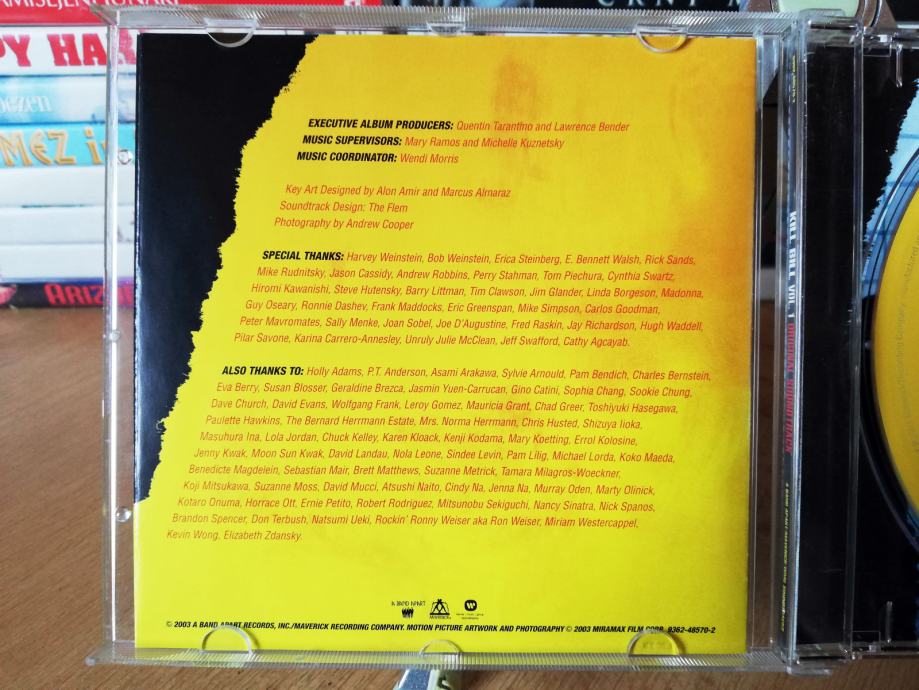 PY HA
MEZ i
ARIZ
EXECUTIVE ALBUM PRODUCERS: Quentin Tarantino and Lawrence Bender
MUSIC SUPERVISORS: Mary Ramos and Michelle Kuznetsky
MUSIC COORDINATOR: Wendi Morris
Key Art Designed by Alon Amir and Marcus Almaraz
Soundtrack Design: The Flem
Photography by Andrew Cooper
SPECIAL THANKS: Harvey Weinstein, Bob Weinstein, Erica Steinberg, E. Bennett Walsh, Rick Sands,
Mike Rudnitsky, Jason Cassidy, Andrew Robbins, Perry Stahman, Tom Piechura, Cynthia Swartz,
Hiromi Kawanishi, Steve Hutensky, Barry Littman, Tim Clawson, Jim Glander, Linda Borgeson, Madonna,
Guy Oseary, Ronnie Dashev, Frank Maddocks, Eric Greenspan, Mike Simpson, Carlos Goodman,
Peter Mavromates, Sally Menke, Joan Sobel, Joe D'Augustine, Fred Raskin, Jay Richardson, Hugh Waddell,
Pilar Savone, Karina Carrero-Annesley, Unruly Julie McClean, Jeff Swafford, Cathy Agcayab.
ALSO THANKS TO: Holly Adams, P.T. Anderson, Asami Arakawa, Sylvie Arnould, Pam Bendich, Charles Bernstein,
Eva Berry, Susan Blosser, Geraldine Brezca, Jasmin Yuen-Carrucan, Gino Catini, Sophia Chang, Sookie Chung,
Dave Church, David Evans, Wolfgang Frank, Leroy Gomez, Mauricia Grant, Chad Greer, Toshiyuki Hasegawa,
Paulette Hawkins, The Bernard Herrmann Estate, Mrs. Norma Herrmann, Chris Husted, Shizuya Iioka,
Masuhura Ina, Lola Jordan, Chuck Kelley, Karen Kloack, Kenji Kodama, Mary Koetting, Errol Kolosine,
Jenny Kwak, Moon Sun Kwak, David Landau, Nola Leone, Sindee Levin, Pam Lilig, Michael Lorda, Koko Maeda,
Benedicte Magdelein, Sebastian Mair, Brett Matthews, Suzanne Metrick, Tamara Milagros-Woeckner,
Koji Mitsukawa, Suzanne Moss, David Mucci, Atsushi Naito, Cindy Na, Jenna Na, Murray Oden, Marty Olinick,
Kotaro Onuma, Horrace Ott, Ernie Petito, Robert Rodriguez, Mitsunobu Sekiguchi, Nancy Sinatra, Nick Spanos,
Brandon Spencer, Don Terbush, Natsumi Ueki, Rockin' Ronny Weiser aka Ron Weiser, Miriam Westercappel,
Kevin Wong, Elizabeth Zdansky.
A BAND APART
© 2003 A BAND APART RECORDS, INC./MAVERICK RECORDING COMPANY. MOTION PICTURE ARTWORK AND PHOTOGRAPHY © 2003 MIRAMAX FILM CORP. 9362-48570-2
KILL BILL VOL. 1 ORIGINAL SOUNDTRACK